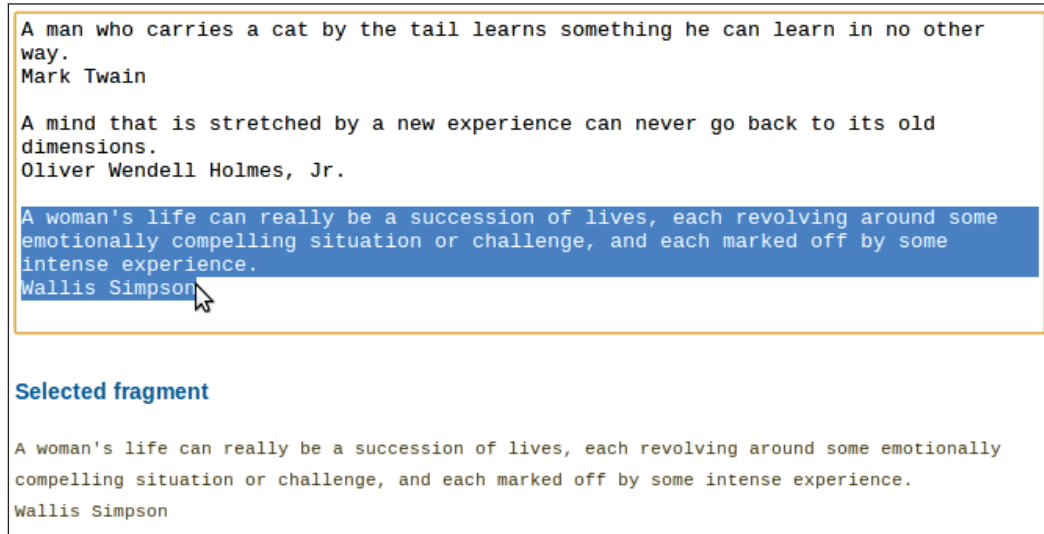 A man who carries a cat by the tail learns something he can learn in no other
way.
Mark Twain
A mind that is stretched by a new experience can never go back to its old
dimensions.
Oliver Wendell Holmes, Jr.
A woman's life can really be a succession of lives, each revolving around some
emotionally compelling situation or challenge, and each marked off by some
intense experience.
Wallis Simpson
Selected fragment
A woman's life can really be a succession of lives, each revolving around some emotionally
compelling situation or challenge, and each marked off by some intense experience.
Wallis Simpson